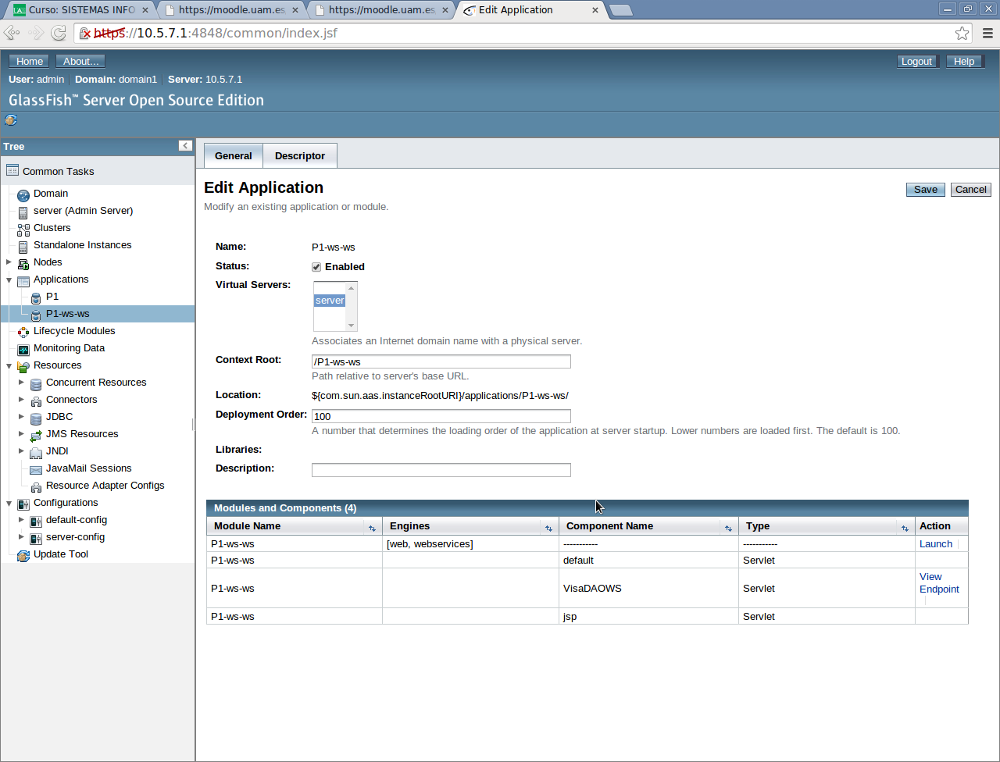 Curso: SISTEMAS INFO
https://moodle.uam.es
https://moodle.uam.es
Edit Application
https://10.5.7.1:4848/common/index.jsf
Home
About...
Logout
Help
User: admin
Domain: domain1
Server: 10.5.7.1
GlassFish™ Server Open Source Edition
Tree
Common Tasks
Domain
server (Admin Server)
Clusters
Standalone Instances
Nodes
Applications
P1
P1-ws-ws
Lifecycle Modules
Monitoring Data
Resources
Concurrent Resources
Connectors
JDBC
JMS Resources
JNDI
JavaMail Sessions
Resource Adapter Configs
Configurations
default-config
server-config
Update Tool
General
Descriptor
Edit Application
Save
Cancel
Modify an existing application or module.
Name: P1-ws-ws
Status: Enabled
Virtual Servers: server
Associates an Internet domain name with a physical server.
Context Root: /P1-ws-ws
Path relative to server's base URL.
Location: ${com.sun.aas.instanceRootURI}/applications/P1-ws-ws/
Deployment Order: 100
A number that determines the loading order of the application at server startup. Lower numbers are loaded first. The default is 100.
Libraries:
Description:
Modules and Components (4)
Module Name Engines Component Name Type Action
P1-ws-ws [web, webservices] ----------- ----------- Launch
P1-ws-ws default Servlet
P1-ws-ws VisaDAOWS Servlet View Endpoint
P1-ws-ws jsp Servlet